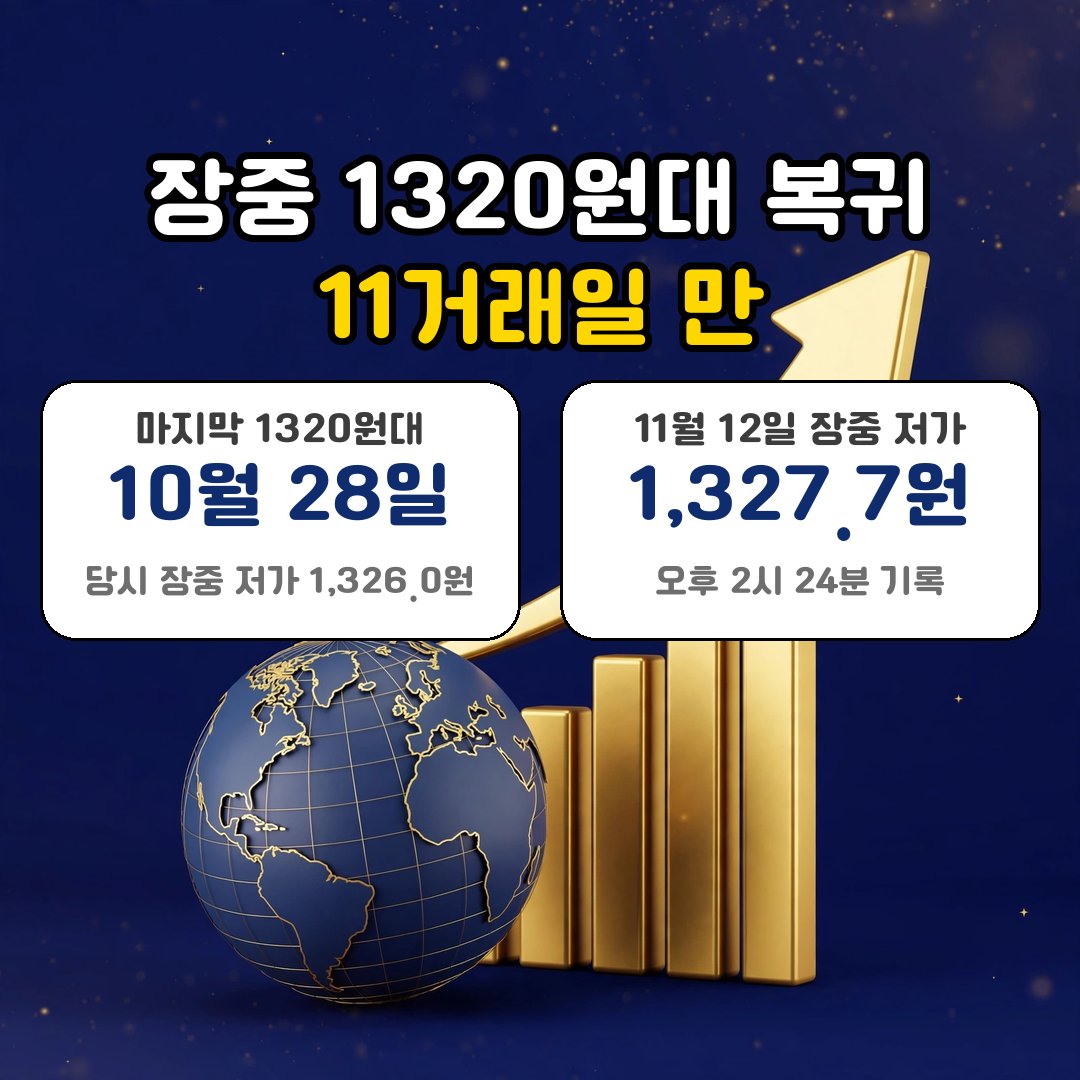 장중 1320원대 복귀
11거래일 만
마지막 1320원대
10월 28일
당시 장중 저가 1,326.0원
11월 12일 장중 저가
1,327.7원
오후 2시 24분 기록